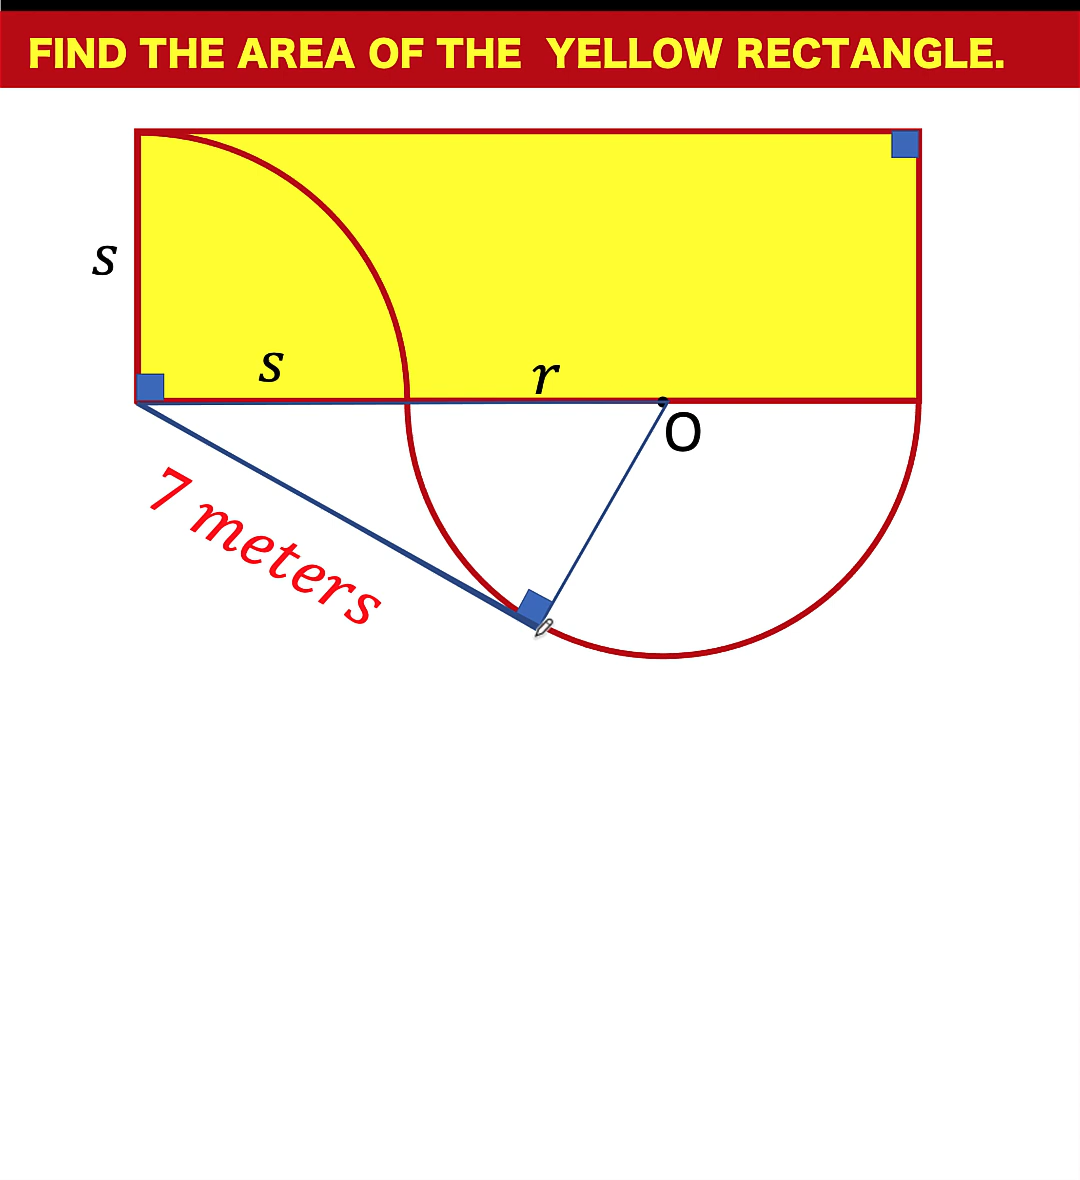 FIND THE AREA OF THE YELLOW RECTANGLE.
s
s
r
O
7 meters